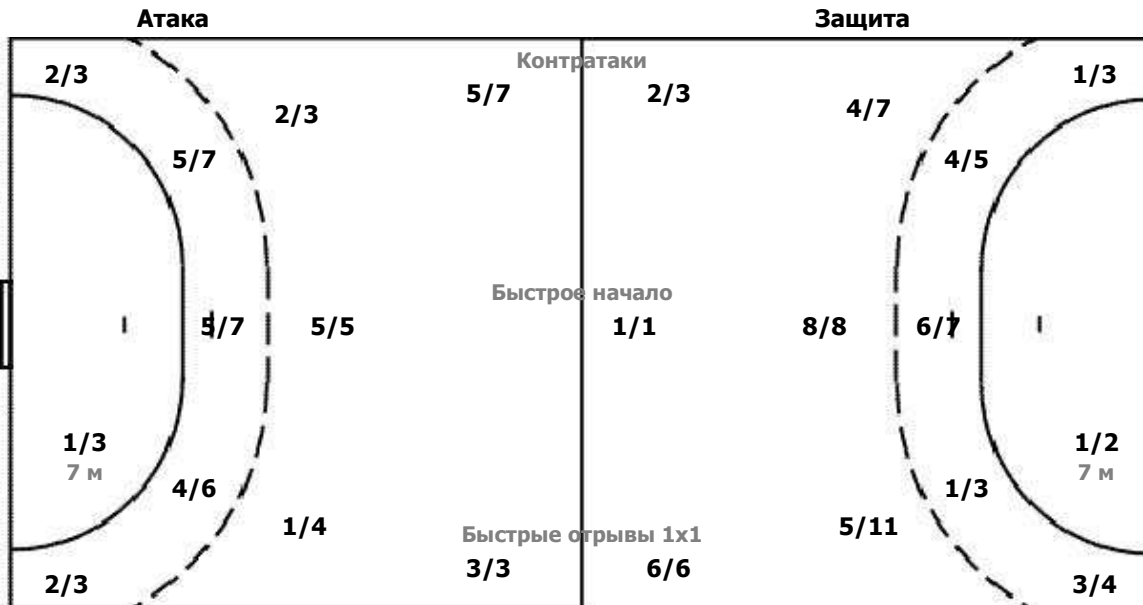 Атака Защита
Контратаки
2/3 1/3
5/7 2/3
2/3 4/7
5/7 4/5
Быстрое начало
5/7 5/5 1/1 8/8 6/7
1/3 1/2
7 м 7 м
4/6 1/3
1/4 5/11
Быстрые отрывы 1x1
3/3 6/6
2/3 3/4